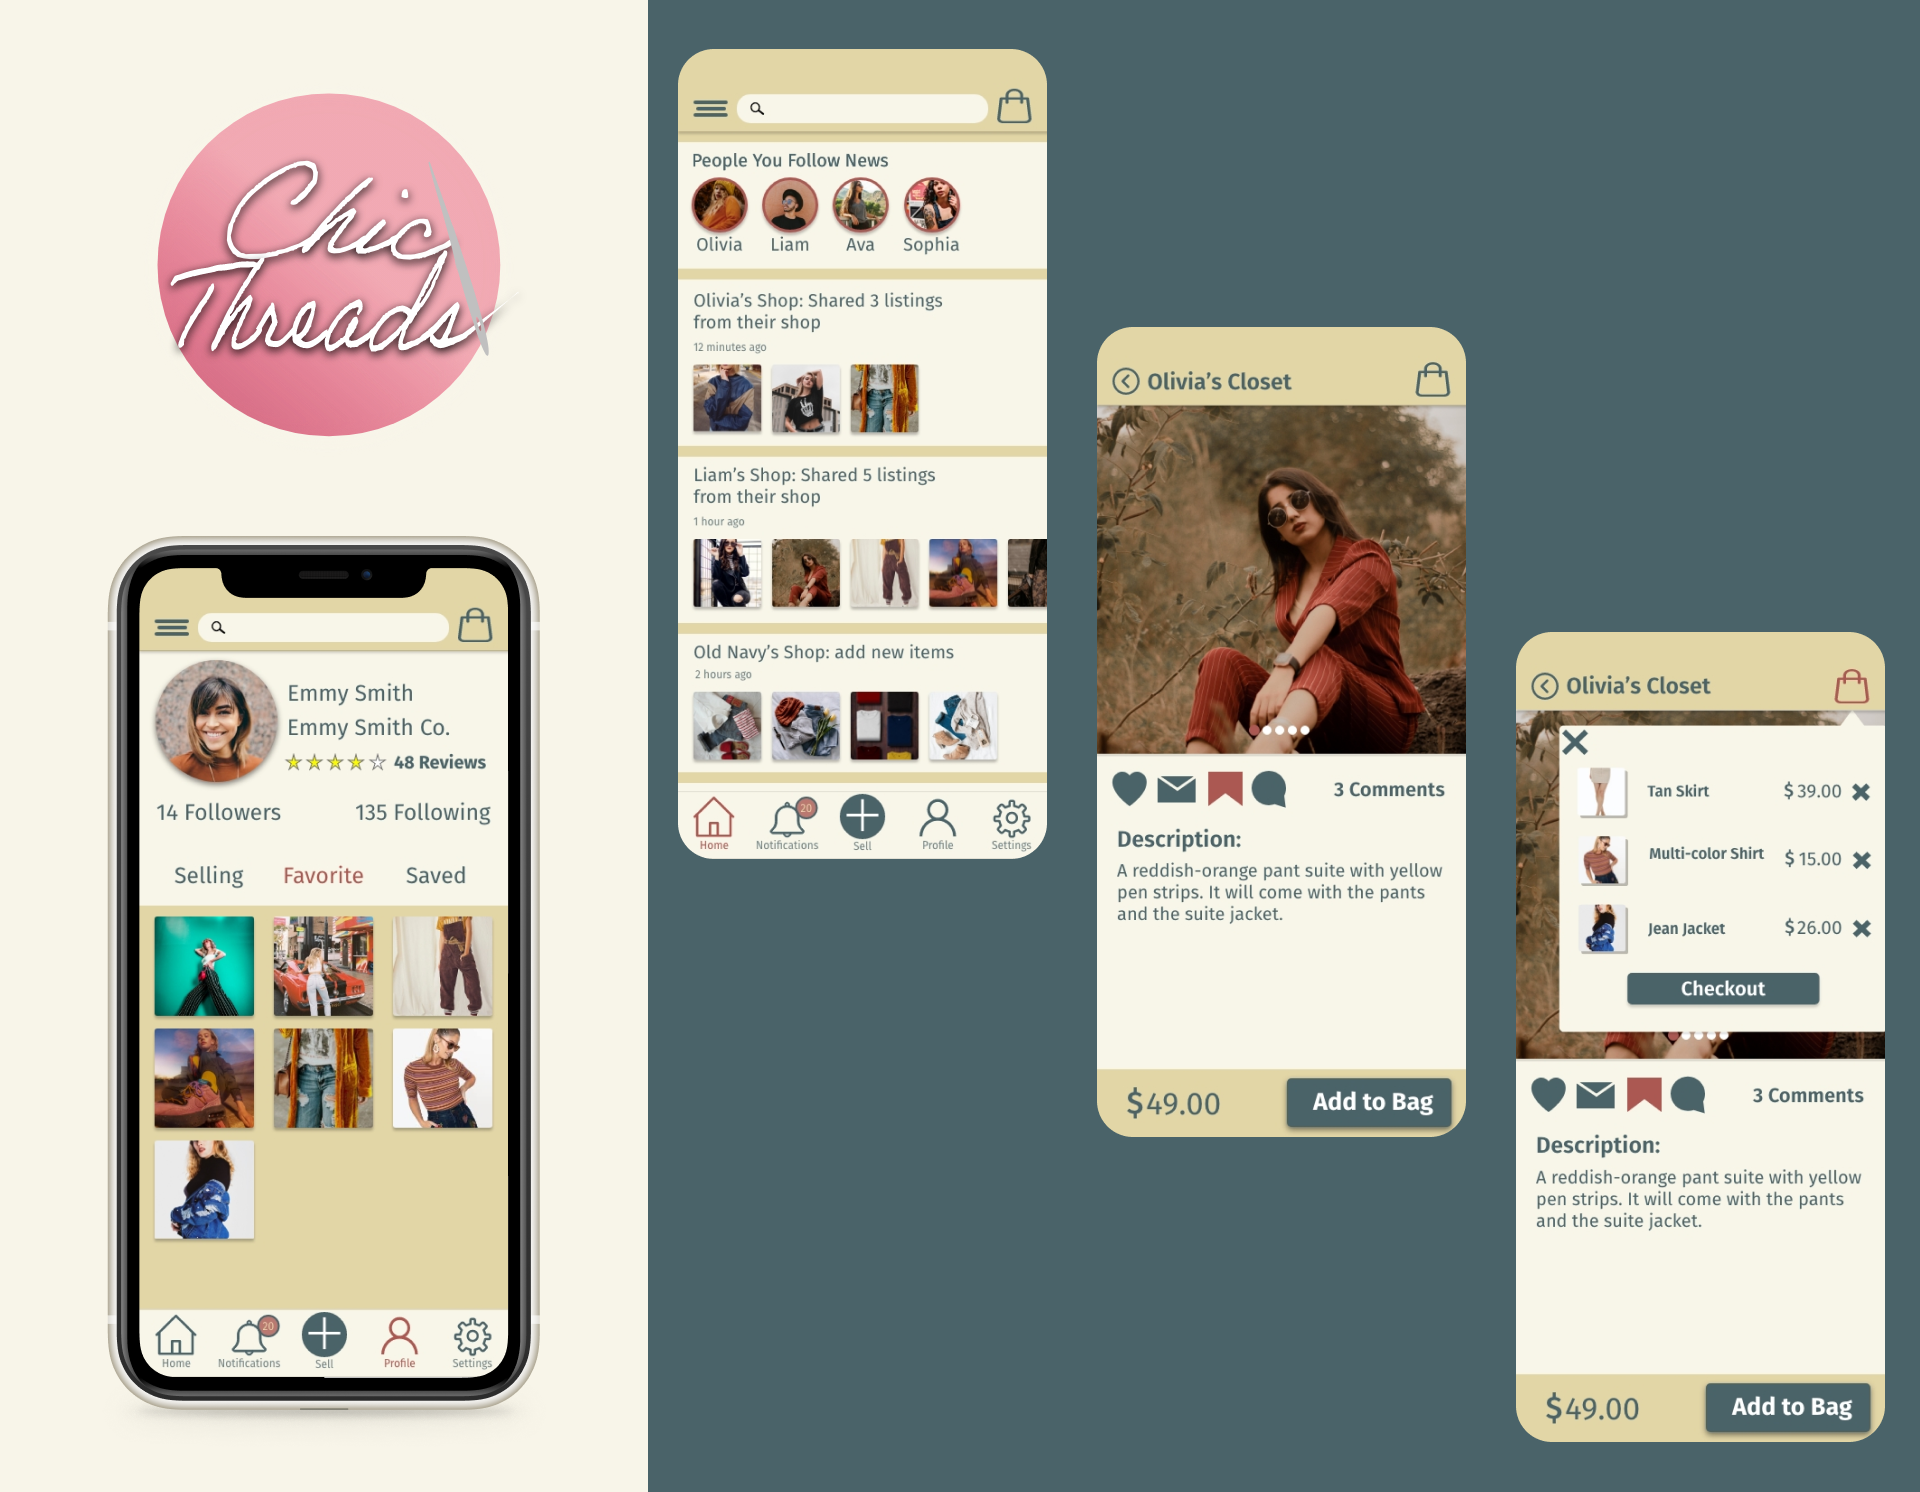 Chic
Threads
Emmy Smith
Emmy Smith Co.
48 Reviews
14 Followers
135 Following
Selling
Favorite
Saved
Home
20
Notifications
Sell
Profile
Settings
People You Follow News
Olivia
Liam
Ava
Sophia
Olivia's Shop: Shared 3 listings
from their shop
12 minutes ago
Liam's Shop: Shared 5 listings
from their shop
1 hour ago
Old Navy's Shop: add new items
2 hours ago
Home
20
Notifications
Sell
Profile
Settings
Olivia's Closet
3 Comments
Description:
A reddish-orange pant suite with yellow
pen strips. It will come with the pants
and the suite jacket.
$49.00
Add to Bag
Olivia's Closet
Tan Skirt
$39.00
Multi-color Shirt
$ 15.00
Jean Jacket
$26.00
Checkout
3 Comments
Description:
A reddish-orange pant suite with yellow
pen strips. It will come with the pants
and the suite jacket.
$49.00
Add to Bag